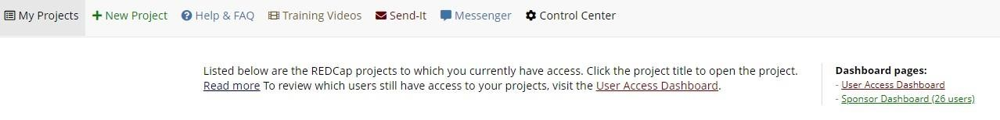 My Projects + New Project Help & FAQ Training Videos Send-It Messenger Control Center
Listed below are the REDCap projects to which you currently have access. Click the project title to open the project.
Read more To review which users still have access to your projects, visit the User Access Dashboard.
Dashboard pages:
- User Access Dashboard
- Sponsor Dashboard (26 users)